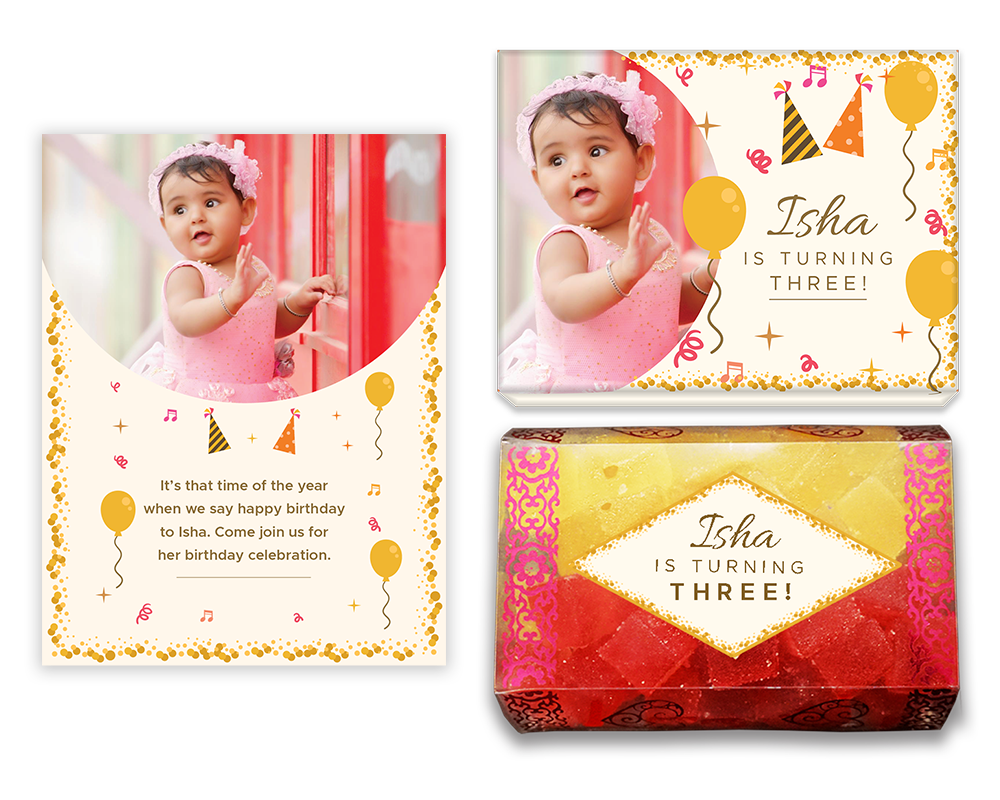 It's that time of the year
when we say happy birthday
to Isha. Come join us for
her birthday celebration.
Isha
IS TURNING
THREE!
Isha
IS TURNING
THREE!